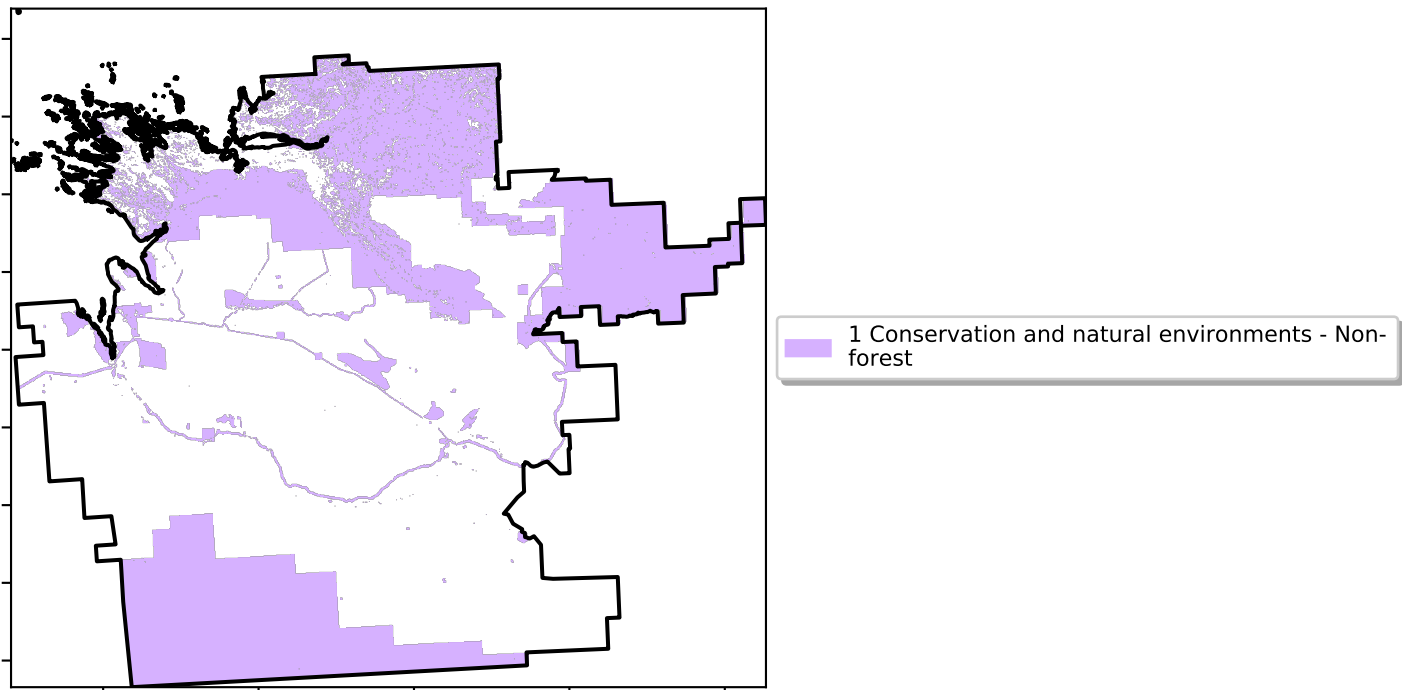 1 Conservation and natural environments - Non-
forest